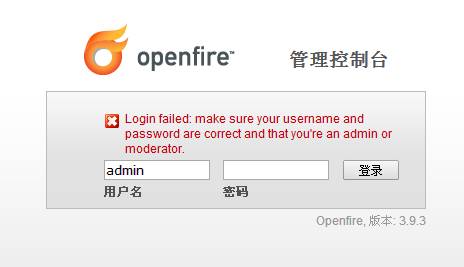 openfire™ 管理控制台
Login failed: make sure your username and
password are correct and that you're an admin or
moderator.
admin 登录
用户名 密码
Openfire, 版本: 3.9.3